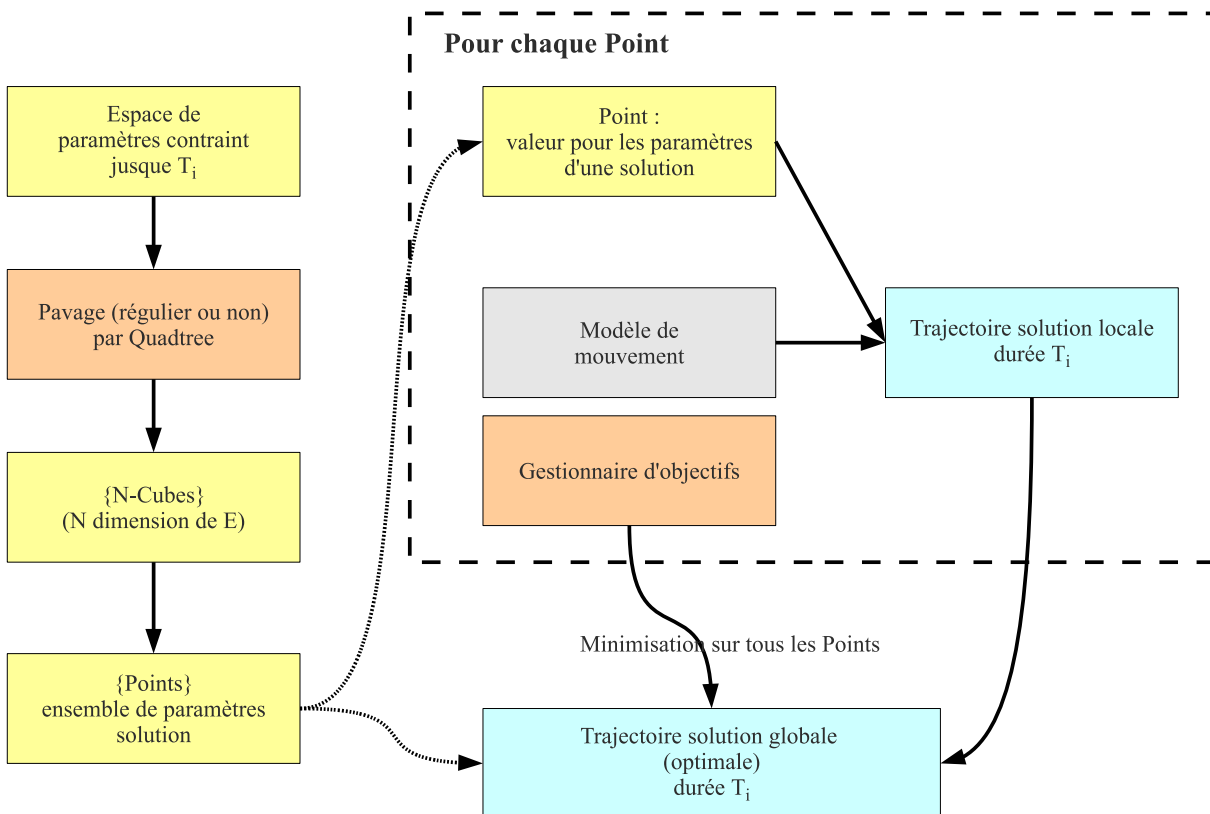 Pour chaque Point
Espace de
paramètres contraint
jusque Ti
Point :
valeur pour les paramètres
d'une solution
Pavage (régulier ou non)
par Quadtree
Modèle de
mouvement
Trajectoire solution locale
durée Ti
Gestionnaire d'objectifs
{N-Cubes}
(N dimension de E)
Minimisation sur tous les Points
{Points}
ensemble de paramètres
solution
Trajectoire solution globale
(optimale)
durée Ti